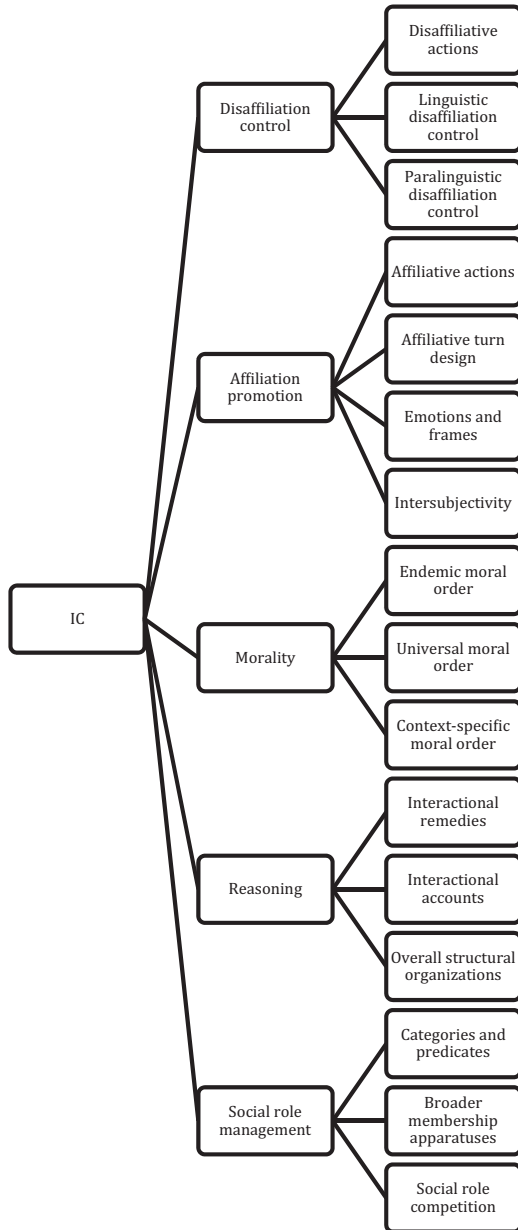 Disaffiliative
actions
Disaffiliation
control
Linguistic
disaffiliation
control
Paralinguistic
disaffiliation
control
Affiliative actions
Affiliation
promotion
Affiliative turn
design
Emotions and
frames
Intersubjectivity
IC
Endemic moral
order
Morality
Universal moral
order
Context-specific
moral order
Interactional
remedies
Reasoning
Interactional
accounts
Overall structural
organizations
Categories and
predicates
Social role
management
Broader
membership
apparatuses
Social role
competition